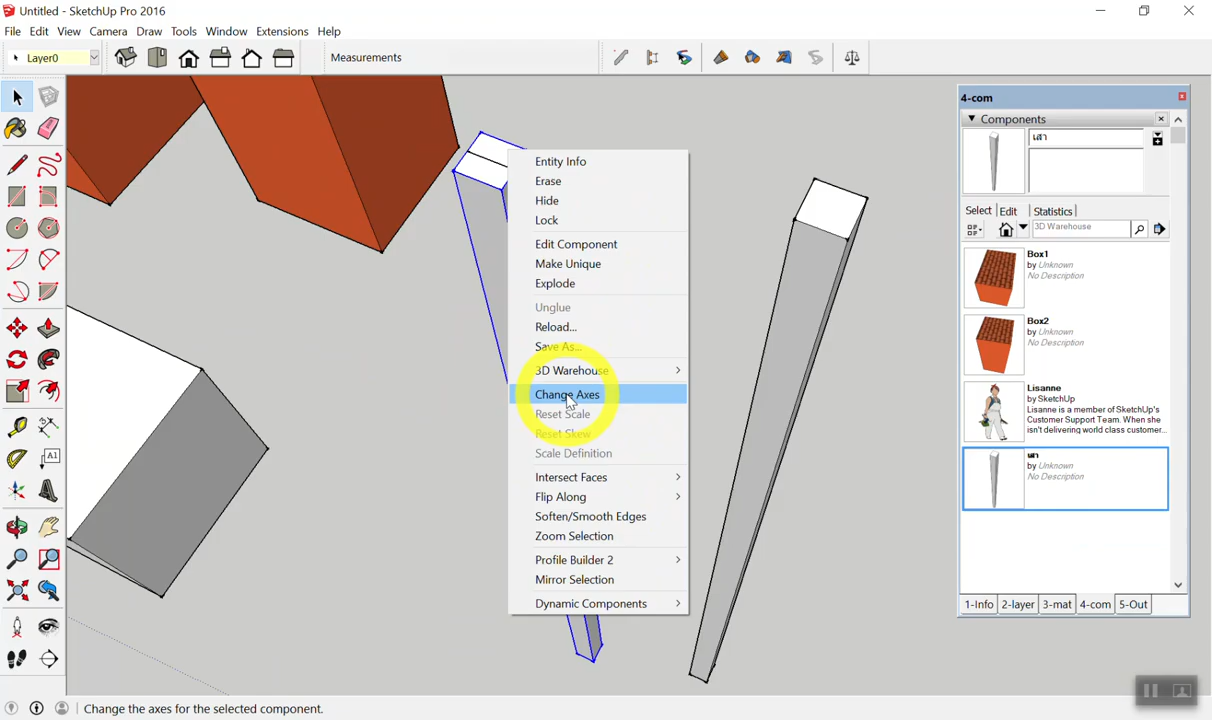 Untitled - SketchUp Pro 2016
File Edit View Camera Draw Tools Window Extensions Help
Layer0
Measurements
Entity Info
Erase
Hide
Lock
Edit Component
Make Unique
Explode
Unglue
Reload...
Save As...
3D Warehouse
Change Axes
Reset Scale
Reset Skew
Scale Definition
Intersect Faces
Flip Along
Soften/Smooth Edges
Zoom Selection
Profile Builder 2
Mirror Selection
Dynamic Components
4-com
Components
เสา
Select Edit Statistics
3D Warehouse
Box1
by Unknown
No Description
Box2
by Unknown
No Description
Lisanne
by SketchUp
Lisanne is a member of SketchUp's
Customer Support Team. When she
isn't delivering world class customer...
เสา
by Unknown
No Description
1-Info 2-layer 3-mat 4-com 5-Out
A1
Change the axes for the selected component.